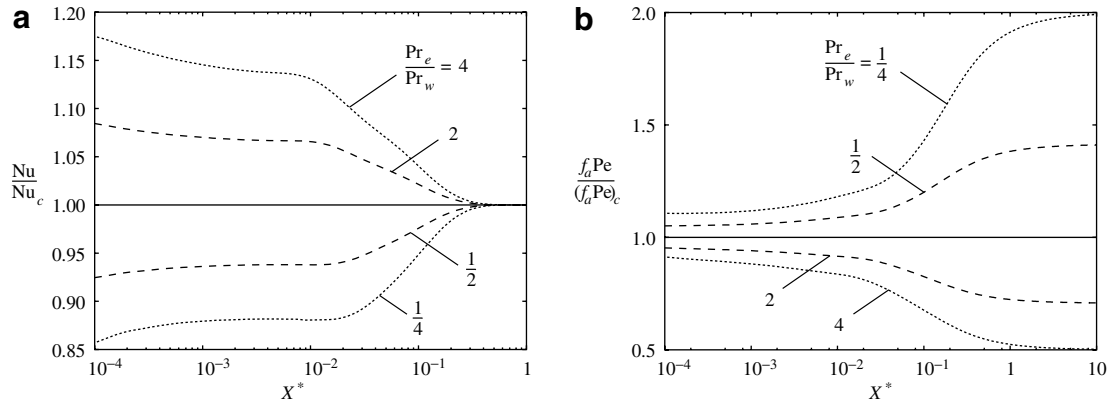 a
1.20
1.15
1.10
1.05
1.00
0.95
0.90
0.85
Nu
Nu_c
Pr_e
Pr_w
= 4
2
1
2
1
4
10^−4
10^−3
10^−2
10^−1
1
X*
b
2.0
1.5
1.0
0.5
f_a Pe
(f_a Pe)_c
Pr_e
Pr_w
= 1
4
1
2
2
4
10^−4
10^−3
10^−2
10^−1
1
10
X*